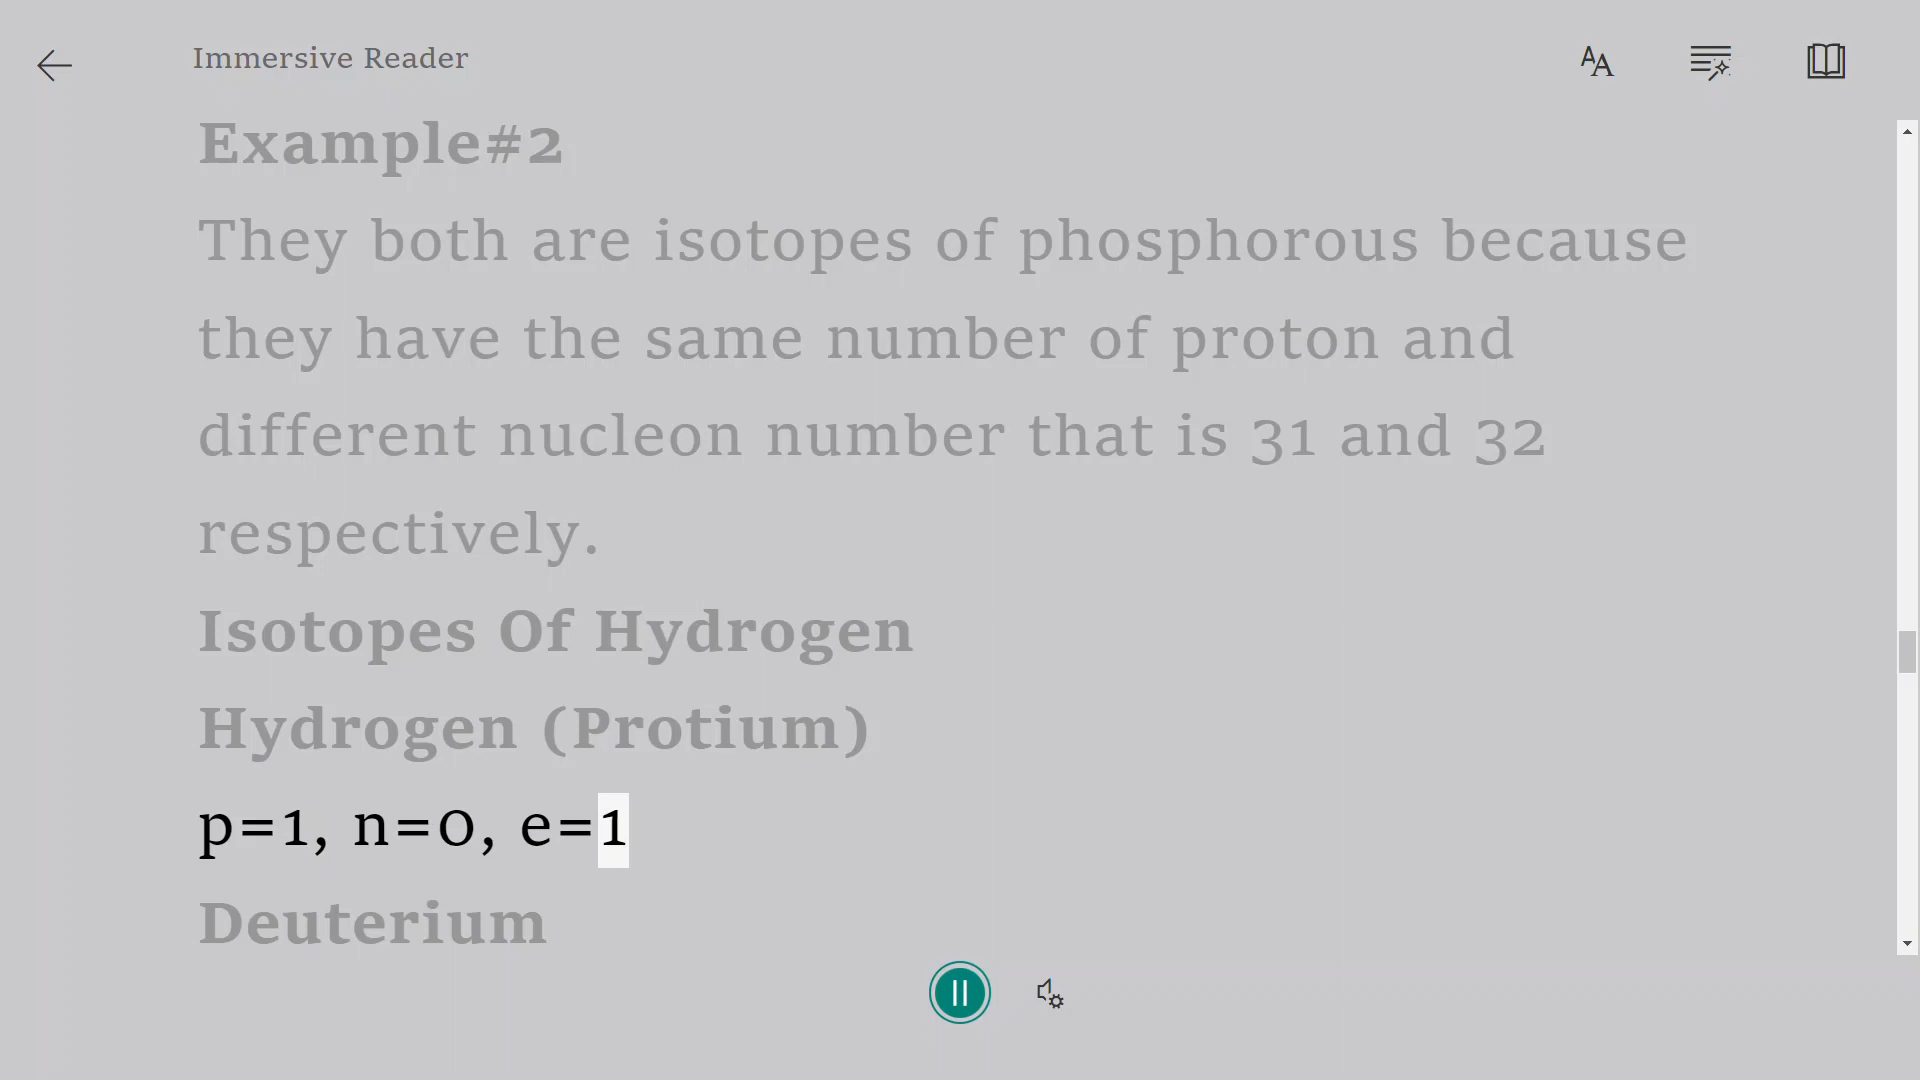 Immersive Reader
Example#2
They both are isotopes of phosphorous because
they have the same number of proton and
different nucleon number that is 31 and 32
respectively.
Isotopes Of Hydrogen
Hydrogen (Protium)
p=1, n=0, e=1
Deuterium